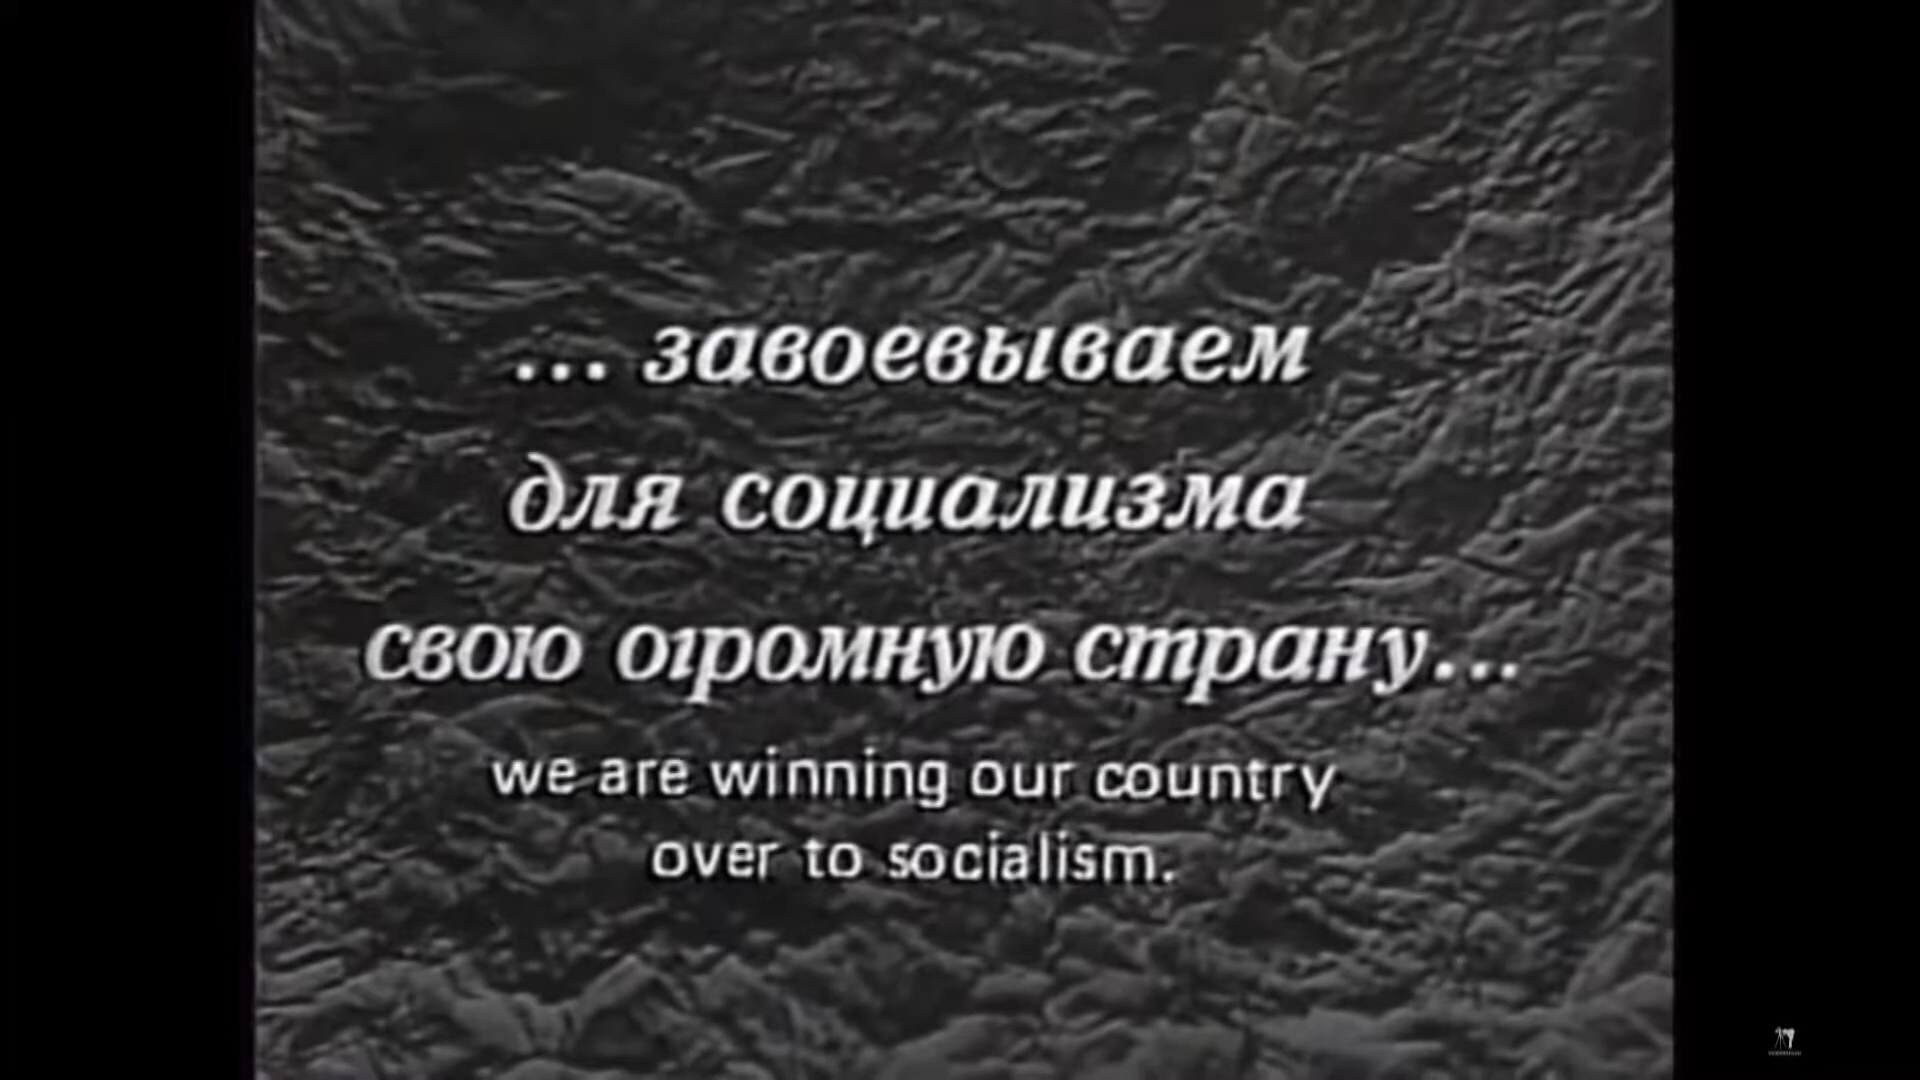 ... завоевываем
для социализма
свою огромную страну...
we are winning our country
over to socialism.